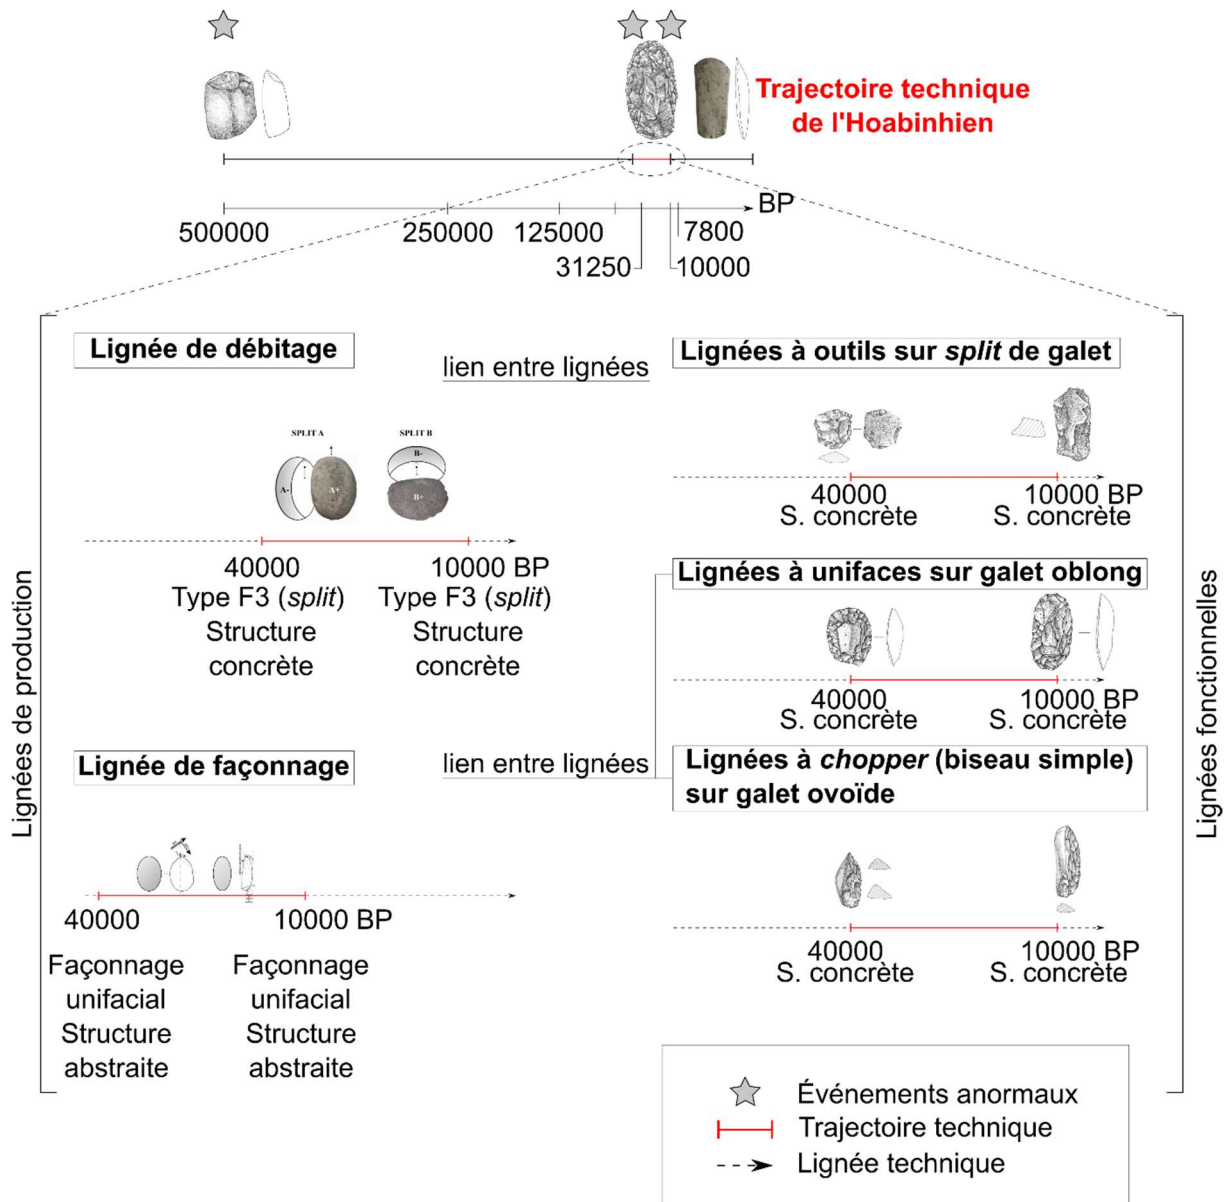 Trajectoire technique
de l'Hoabinhien
BP
500000
250000
125000
7800
31250
10000
Lignées de production
Lignée de débitage
lien entre lignées
SPLIT A
SPLIT B
A-
A+
B-
B+
40000
10000 BP
Type F3 (split)
Type F3 (split)
Structure
Structure
concrète
concrète
Lignée de façonnage
lien entre lignées
40000
10000 BP
Façonnage
Façonnage
unifacial
unifacial
Structure
Structure
abstraite
abstraite
Lignées à outils sur split de galet
40000
10000 BP
S. concrète
S. concrète
Lignées à unifaces sur galet oblong
40000
10000 BP
S. concrète
S. concrète
Lignées à chopper (biseau simple)
sur galet ovoïde
40000
10000 BP
S. concrète
S. concrète
Lignées fonctionnelles
Événements anormaux
Trajectoire technique
Lignée technique